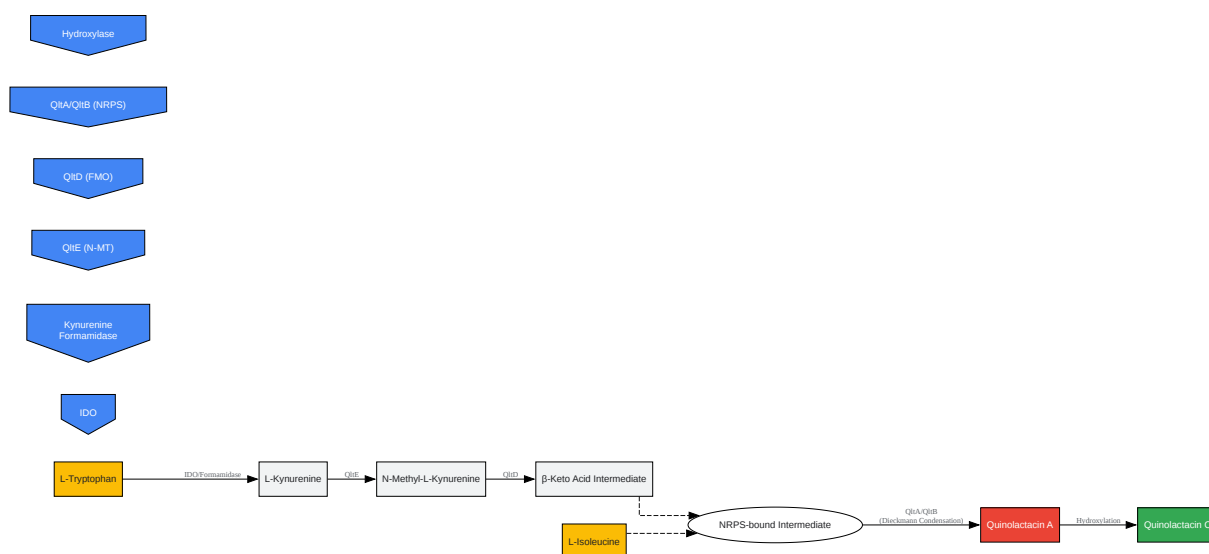 Hydroxylase
QltA/QltB (NRPS)
QltD (FMO)
QltE (N-MT)
Kynurenine
Formamidase
IDO
L-Tryptophan
IDO/Formamidase
L-Kynurenine
QltE
N-Methyl-L-Kynurenine
QltD
β-Keto Acid Intermediate
L-Isoleucine
NRPS-bound Intermediate
QltA/QltB
(Dieckmann Condensation)
Quinolactacin A
Hydroxylation
Quinolactacin C